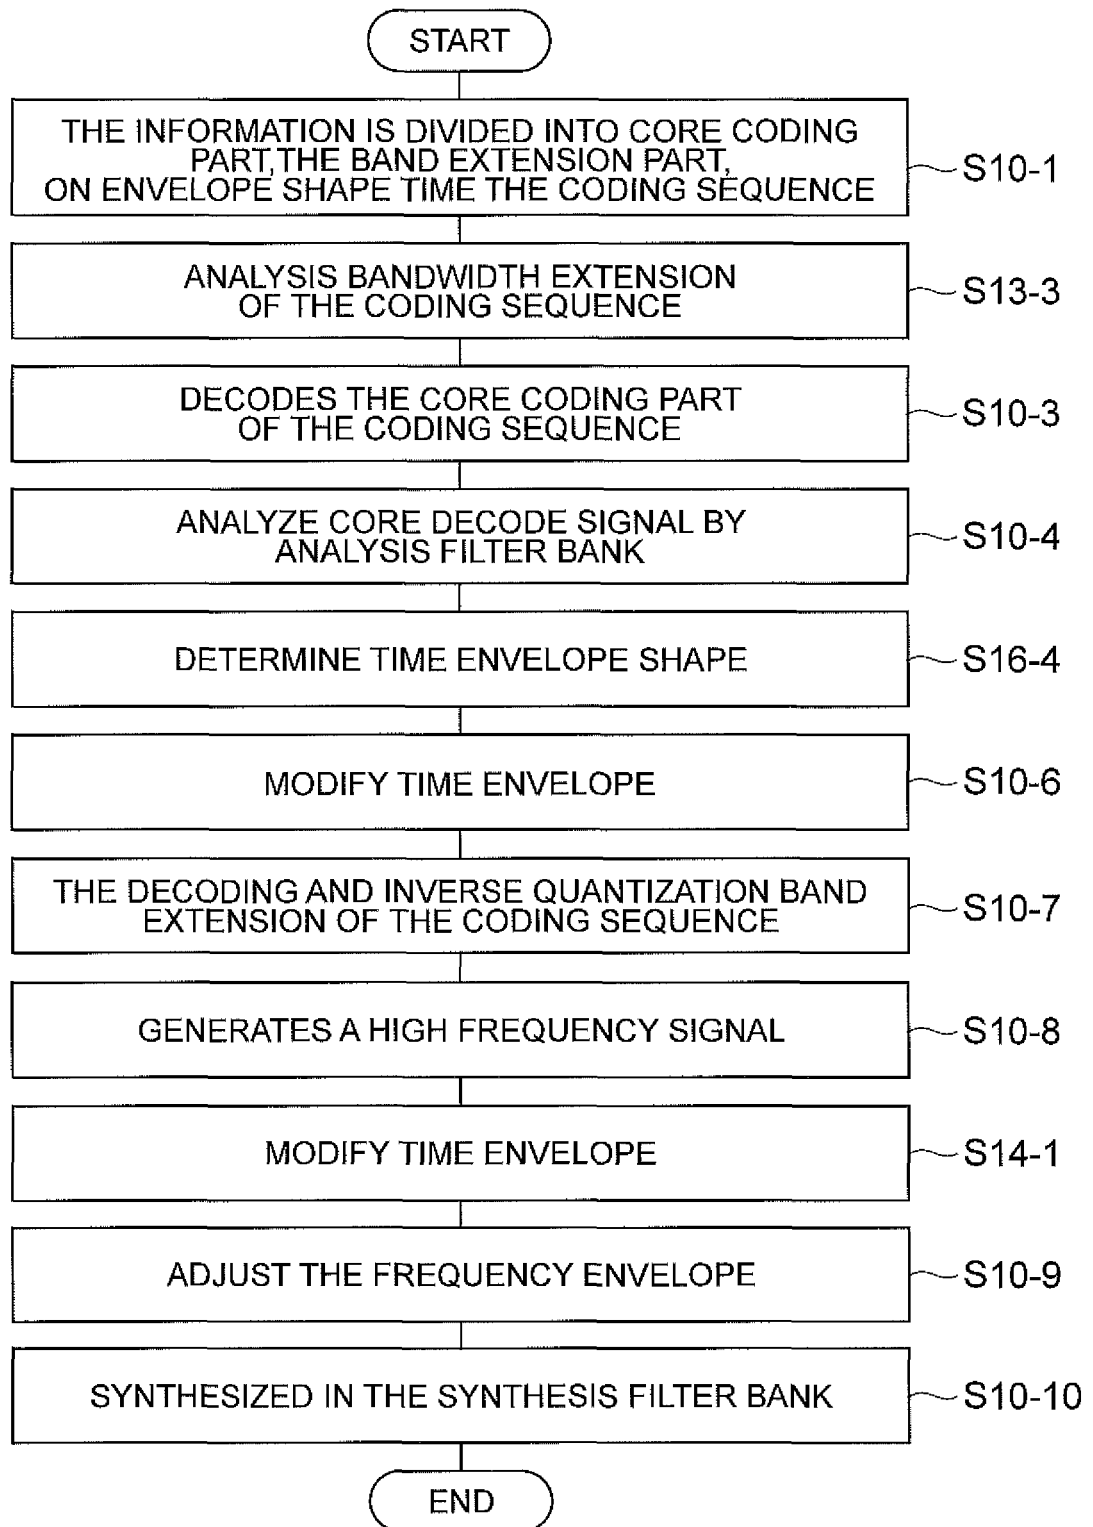 START
THE INFORMATION IS DIVIDED INTO CORE CODING
PART, THE BAND EXTENSION PART,
ON ENVELOPE SHAPE TIME THE CODING SEQUENCE
S10-1
ANALYSIS BANDWIDTH EXTENSION
OF THE CODING SEQUENCE
S13-3
DECODES THE CORE CODING PART
OF THE CODING SEQUENCE
S10-3
ANALYZE CORE DECODE SIGNAL BY
ANALYSIS FILTER BANK
S10-4
DETERMINE TIME ENVELOPE SHAPE
S16-4
MODIFY TIME ENVELOPE
S10-6
THE DECODING AND INVERSE QUANTIZATION BAND
EXTENSION OF THE CODING SEQUENCE
S10-7
GENERATES A HIGH FREQUENCY SIGNAL
S10-8
MODIFY TIME ENVELOPE
S14-1
ADJUST THE FREQUENCY ENVELOPE
S10-9
SYNTHESIZED IN THE SYNTHESIS FILTER BANK
S10-10
END